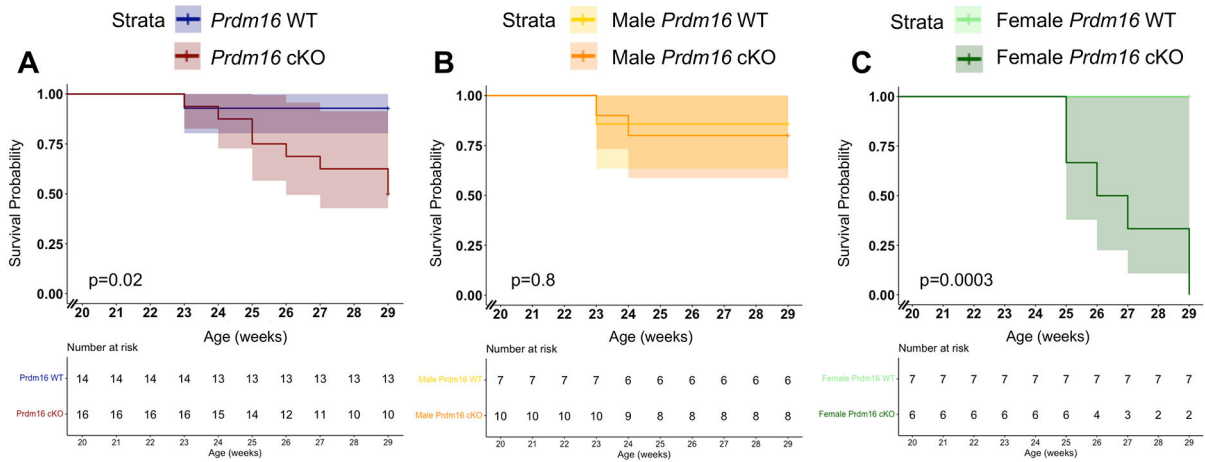 Strata Prdm16 WT
Prdm16 cKO
Strata Male Prdm16 WT
Male Prdm16 cKO
Strata Female Prdm16 WT
Female Prdm16 cKO
A
Survival Probability
1.00
0.75
0.50
0.25
0.00
p=0.02
20 21 22 23 24 25 26 27 28 29
Age (weeks)
Number at risk
Prdm16 WT 14 14 14 14 13 13 13 13 13 13
Prdm16 cKO 16 16 16 16 15 14 12 11 10 10
20 21 22 23 24 25 26 27 28 29
Age (weeks)
B
Survival Probability
1.00
0.75
0.50
0.25
0.00
p=0.8
20 21 22 23 24 25 26 27 28 29
Age (weeks)
Number at risk
Male Prdm16 WT 7 7 7 7 6 6 6 6 6 6
Male Prdm16 cKO 10 10 10 10 9 8 8 8 8 8
20 21 22 23 24 25 26 27 28 29
Age (weeks)
C
Survival Probability
1.00
0.75
0.50
0.25
0.00
p=0.0003
20 21 22 23 24 25 26 27 28 29
Age (weeks)
Number at risk
Female Prdm16 WT 7 7 7 7 7 7 7 7 7 7
Female Prdm16 cKO 6 6 6 6 6 6 4 3 2 2
20 21 22 23 24 25 26 27 28 29
Age (weeks)